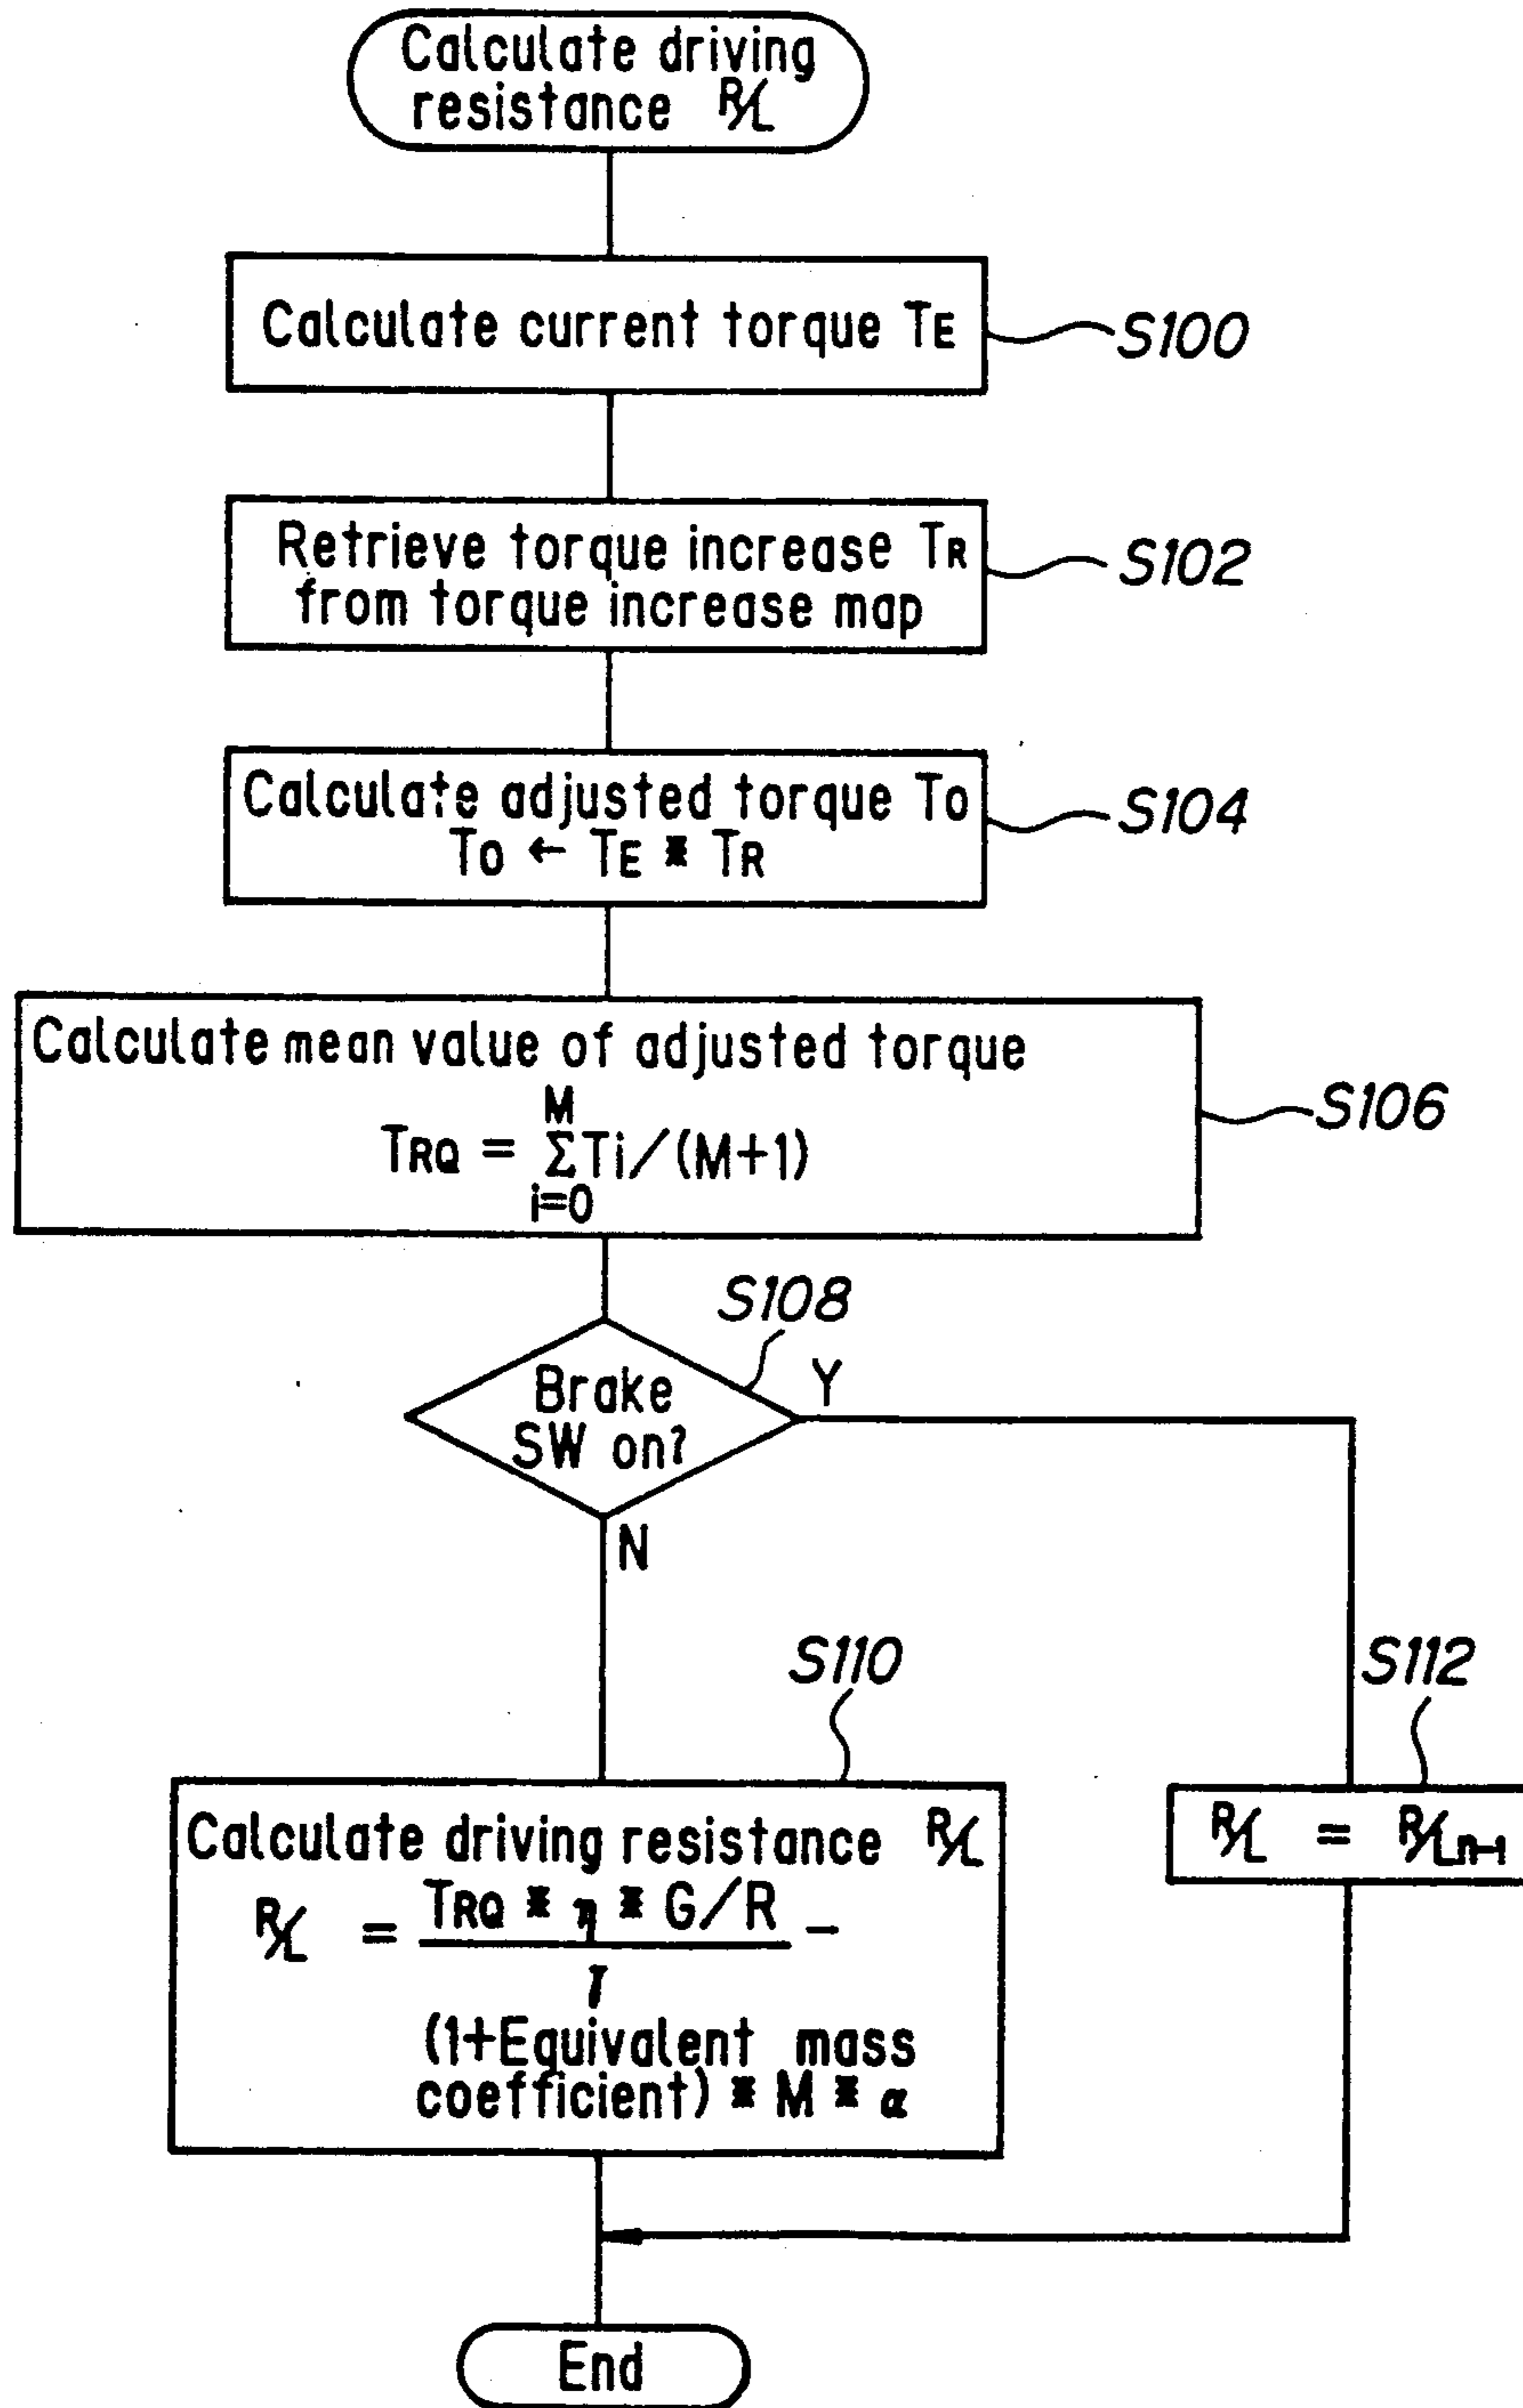 Calculate driving
resistance R/L
Calculate current torque TE
S100
Retrieve torque increase TR
from torque increase map
S102
Calculate adjusted torque TO
TO ← TE * TR
S104
Calculate mean value of adjusted torque
M
TRQ = ΣTi/(M+1)
i=0
S106
S108
Brake
SW on?
Y
N
S110
Calculate driving resistance R/L
R/L = TRQ * η * G/R -
(1+Equivalent mass
coefficient) * M * α
S112
R/L = R/Ln-1
End